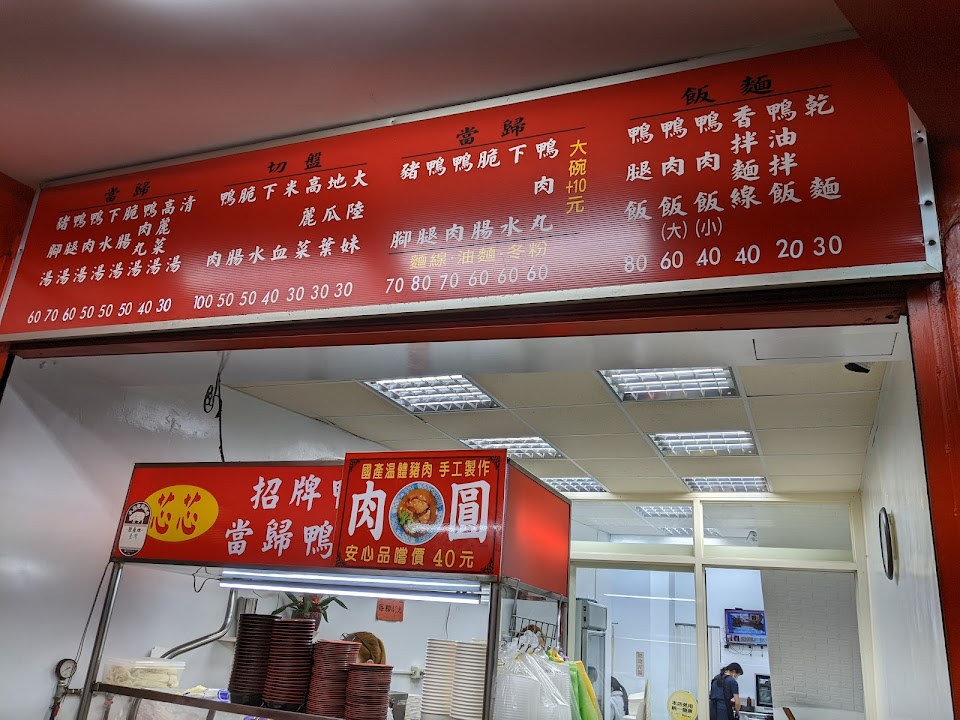 當歸
豬腳湯
鴨腿湯
鴨肉湯
下水湯
脆腸湯
鴨肉丸湯
高麗菜湯
清湯
60 70 60 50 50 50 40 30
切盤
鴨肉
脆腸
下水
米血
高麗菜
地瓜葉
大陸妹
100 50 50 40 30 30 30
當歸
豬腳
鴨腿
鴨肉
脆腸
下水
鴨肉丸
大碗+10元
麵線·油麵·冬粉
70 80 70 60 60 60
飯 麵
鴨腿飯
鴨肉飯(大)
鴨肉飯(小)
香拌麵線
鴨油拌飯
乾麵
80 60 40 40 20 30
芯芯
招牌鴨
當歸鴨
國產溫體豬肉 手工製作
肉圓
安心品嚐價 40元